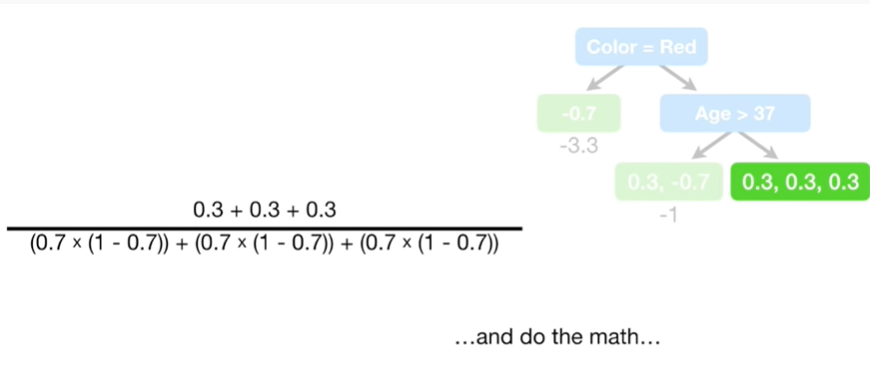 Color = Red
-0.7
Age > 37
-3.3
0.3, -0.7
0.3, 0.3, 0.3
-1
0.3 + 0.3 + 0.3
(0.7 × (1 - 0.7)) + (0.7 × (1 - 0.7)) + (0.7 × (1 - 0.7))
…and do the math…